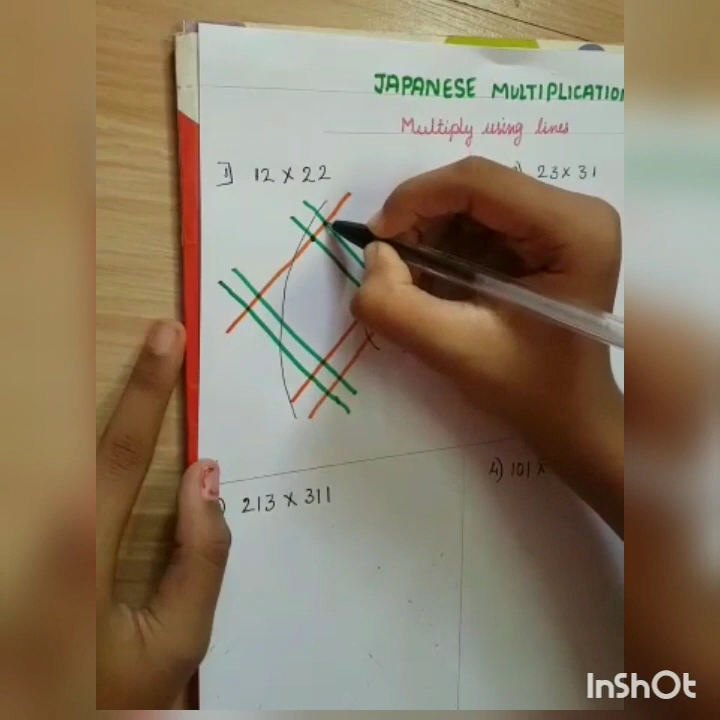 JAPANESE MULTIPLICATION
Multiply using lines
1] 12 x 22
23 x 31
213 x 311
4) 101 x
InShOt